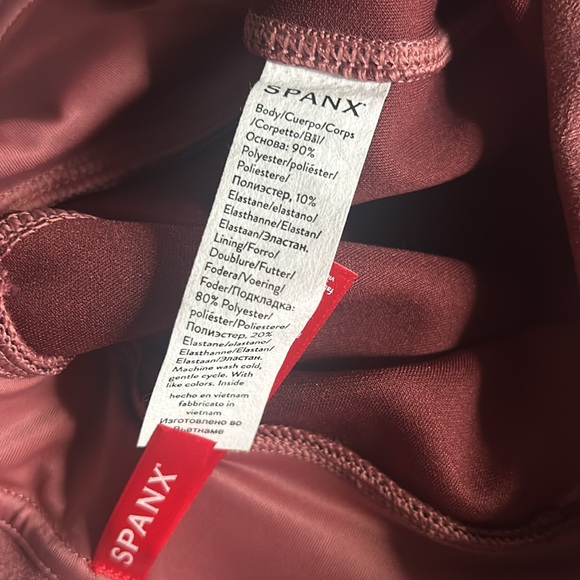 SPANX
Body/Cuerpo/Corps
/Corpetto/Bål/
Основа: 90%
Polyester/poliéster/
Poliestere/
Полиэстер, 10%
Elastane/elastano/
Elasthanne/Elastan/
Elastaan/Эластан.
Lining/Forro/
Doublure/Futter/
Fodera/Voering/
Foder/Подкладка:
80% Polyester/
poliéster/Poliestere/
Полиэстер, 20%
Elastane/elastano/
Elasthanne/Elastan/
Elastaan/Эластан.
Machine wash cold,
gentle cycle. With
like colors. Inside
hecho en vietnam
fabbricato in
vietnam
Изготовлено во
Вьетнаме
SPANX